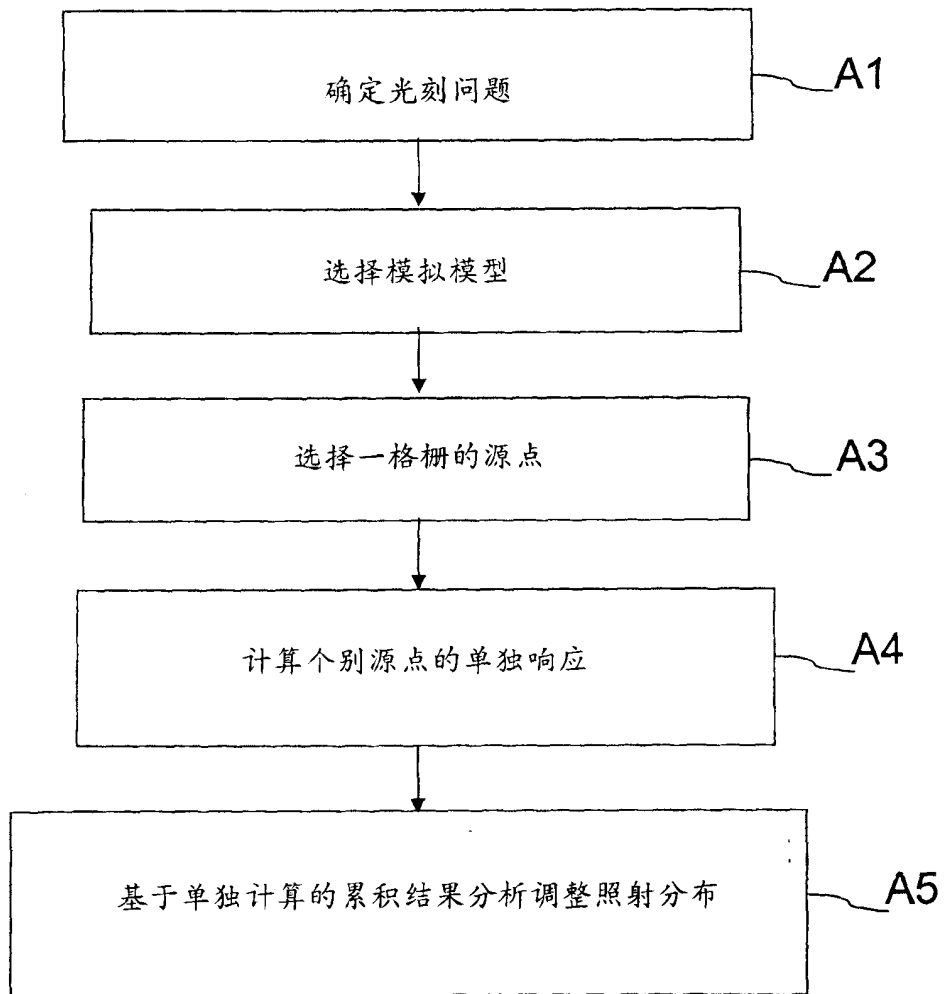 确定光刻问题
A1
选择模拟模型
A2
选择一格栅的源点
A3
计算个别源点的单独响应
A4
基于单独计算的累积结果分析调整照射分布
A5